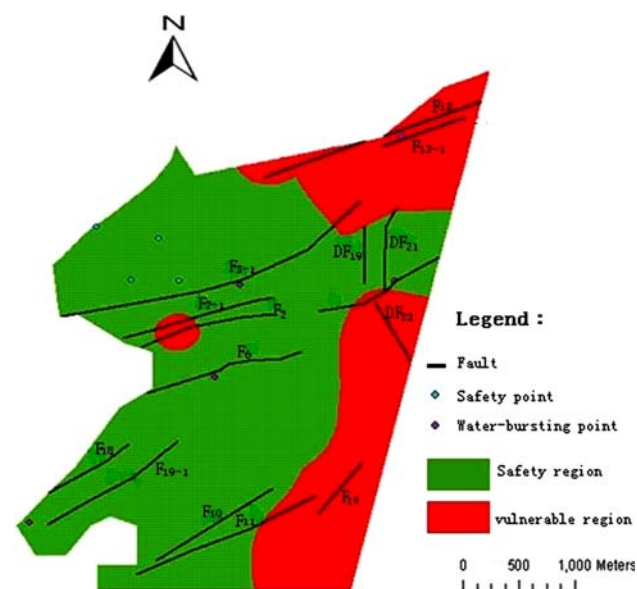 N
F12
F12-1
F3-1
DF19
DF21
F2-1
F2
DF22
F6
F18
F19-1
F10
F11
F14
Legend :
Fault
Safety point
Water-bursting point
Safety region
vulnerable region
0 500 1,000 Meters